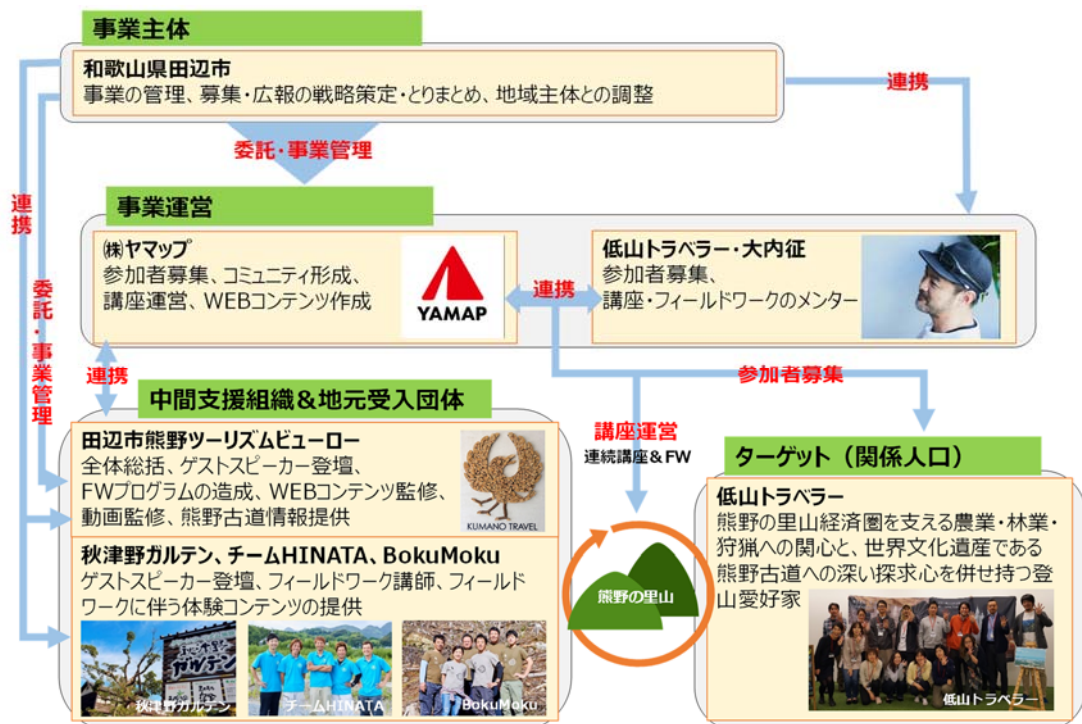 事業主体
和歌山県田辺市
事業の管理、募集・広報の戦略策定・とりまとめ、地域主体との調整
連携
委託・事業管理
連携
委託・事業管理
事業運営
㈱ヤマップ
参加者募集、コミュニティ形成、
講座運営、WEBコンテンツ作成
YAMAP
連携
低山トラベラー・大内征
参加者募集、
講座・フィールドワークのメンター
連携
参加者募集
中間支援組織&地元受入団体
田辺市熊野ツーリズムビューロー
全体総括、ゲストスピーカー登壇、
FWプログラムの造成、WEBコンテンツ監修、
動画監修、熊野古道情報提供
KUMANO TRAVEL
秋津野ガルテン、チームHINATA、BokuMoku
ゲストスピーカー登壇、フィールドワーク講師、フィールド
ワークに伴う体験コンテンツの提供
ガルテン
秋津野ガルテン
チームHINATA
BokuMoku
講座運営
連続講座&FW
熊野の里山
ターゲット（関係人口）
低山トラベラー
熊野の里山経済圏を支える農業・林業・
狩猟への関心と、世界文化遺産である
熊野古道への深い探求心を併せ持つ登
山愛好家
低山トラベラー